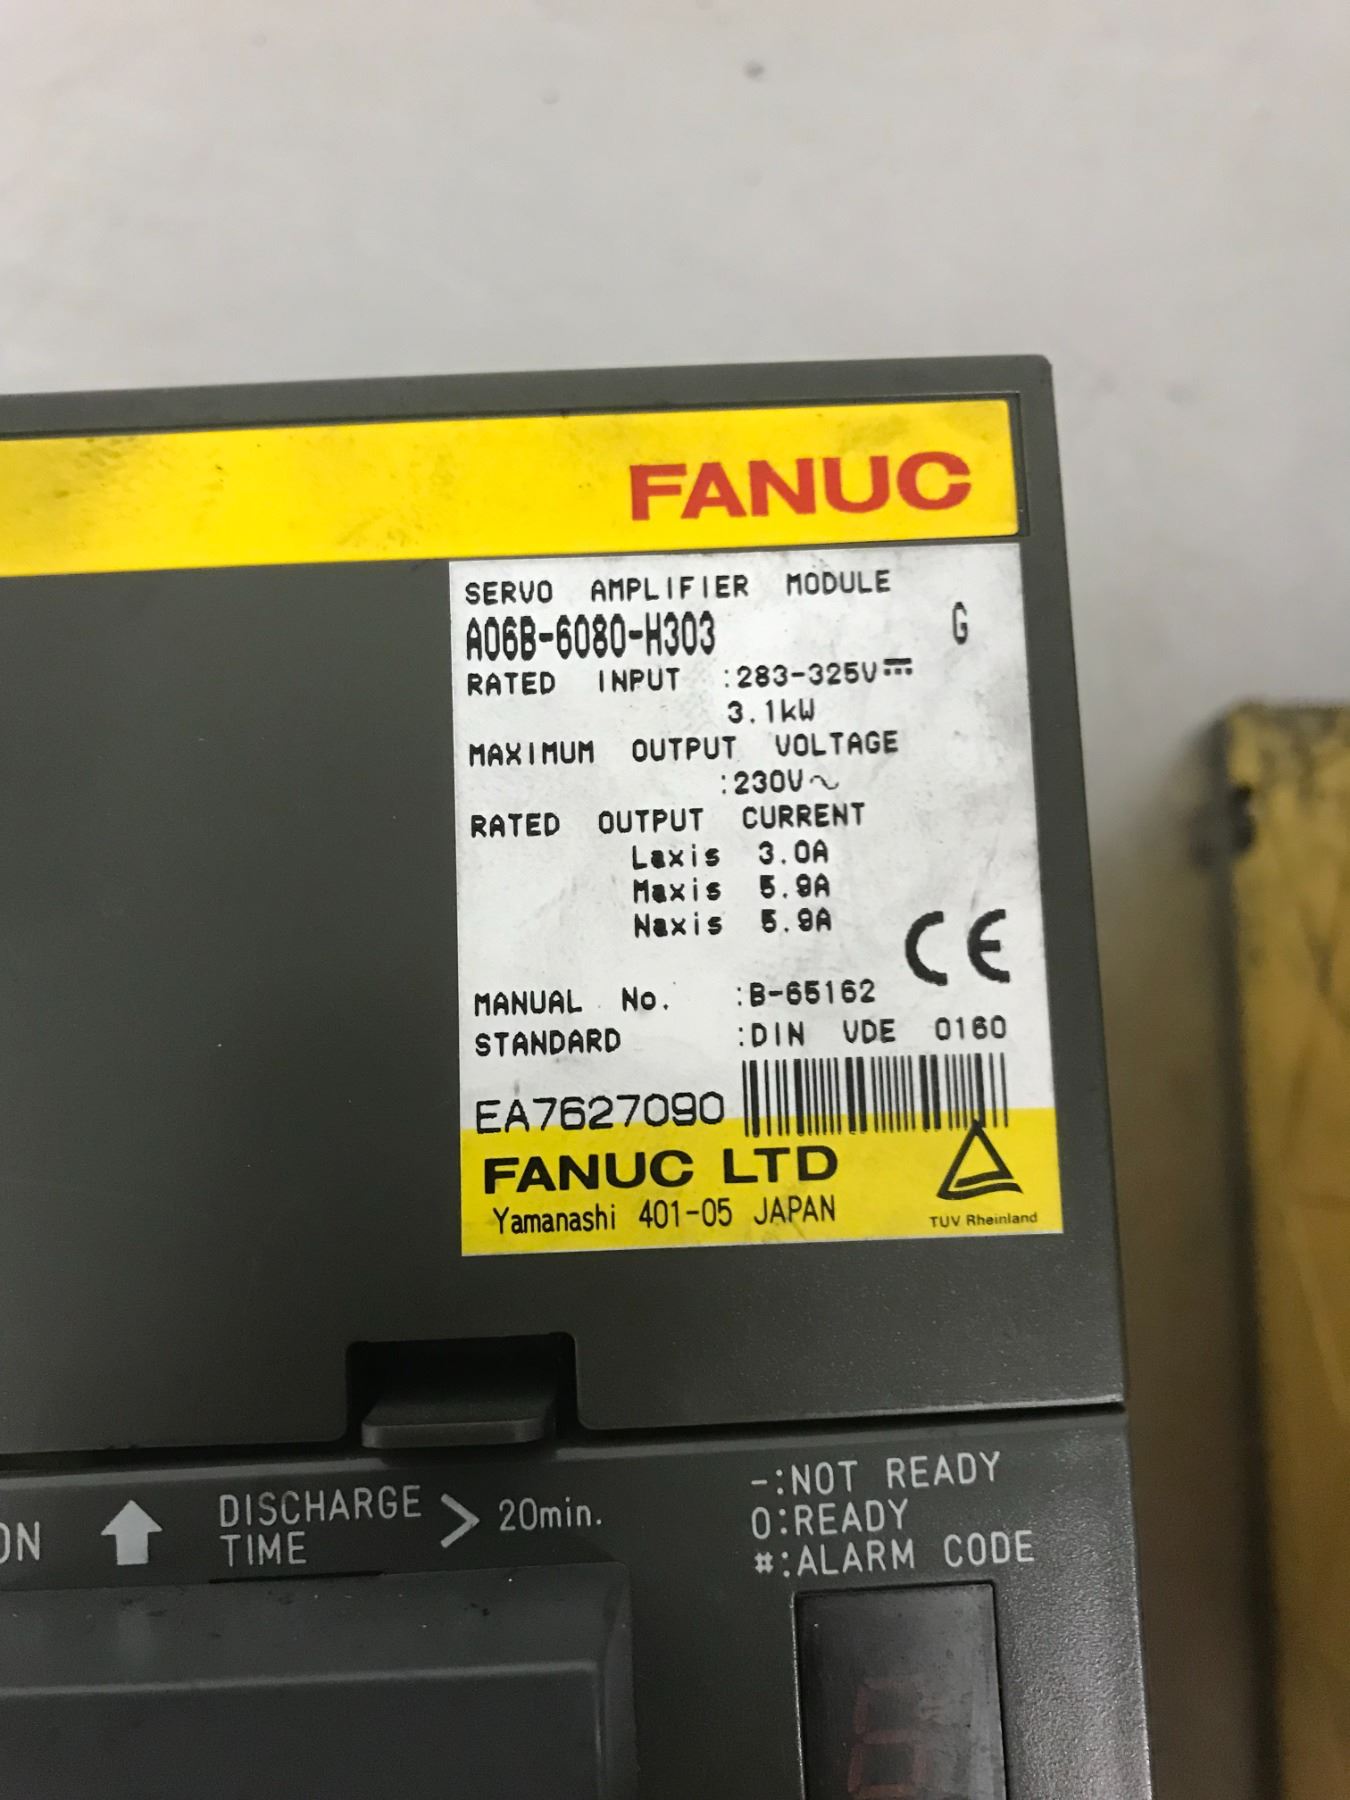 FANUC
SERVO AMPLIFIER MODULE
A06B-6080-H303 G
RATED INPUT :283-325V⎓
3.1kW
MAXIMUM OUTPUT VOLTAGE
:230V~
RATED OUTPUT CURRENT
Laxis 3.0A
Maxis 5.9A
Naxis 5.9A
CE
MANUAL No. :B-65162
STANDARD :DIN VDE 0160
EA7627090
FANUC LTD
Yamanashi 401-05 JAPAN
TUV Rheinland
-:NOT READY
0:READY
#:ALARM CODE
ON DISCHARGE TIME > 20min.